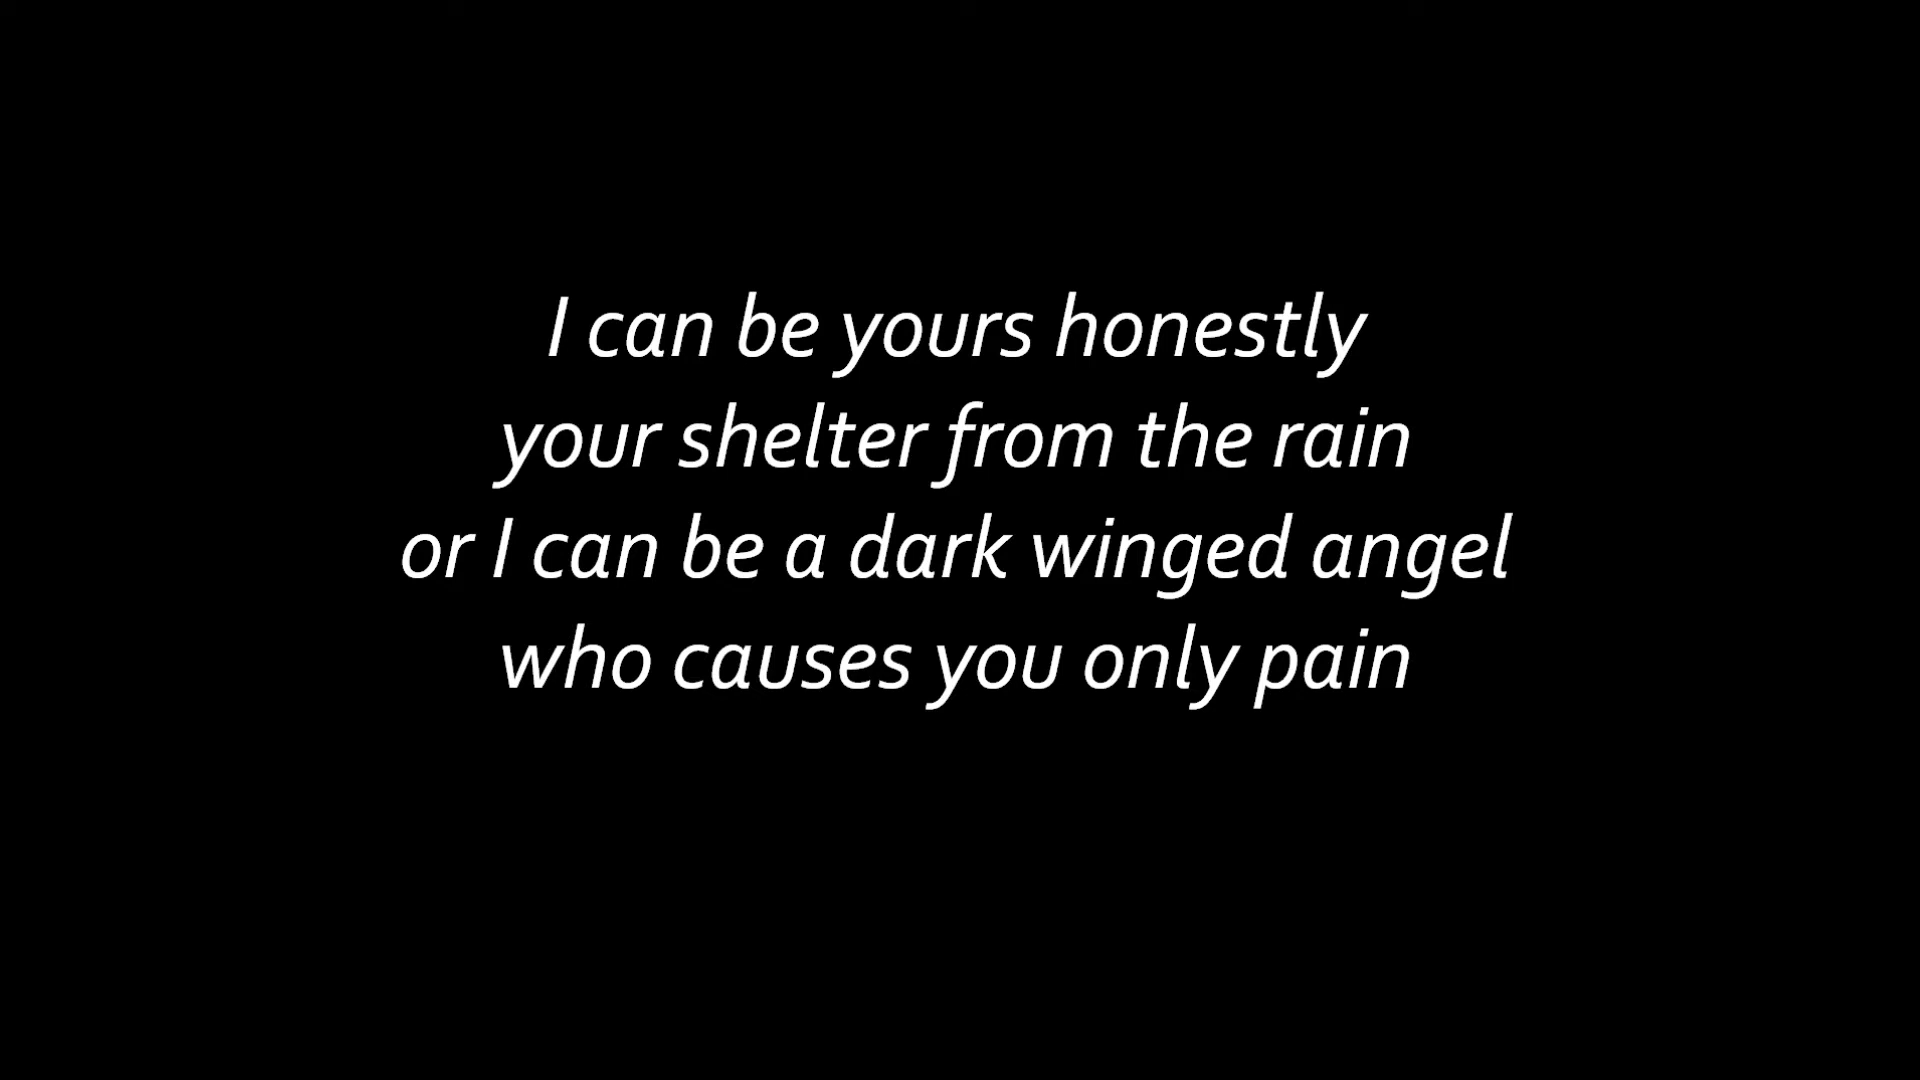 I can be yours honestly
your shelter from the rain
or I can be a dark winged angel
who causes you only pain